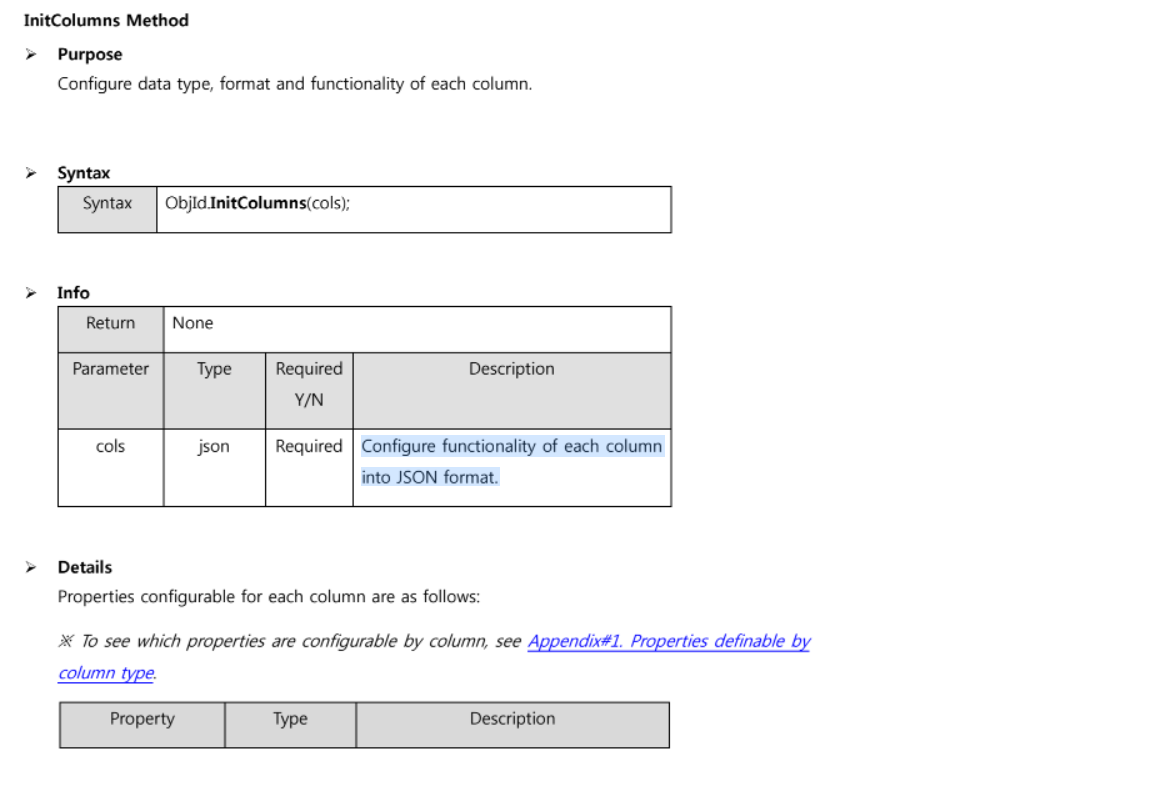 InitColumns Method
➢ Purpose
Configure data type, format and functionality of each column.
➢ Syntax
Syntax ObjId.InitColumns(cols);
➢ Info
Return None
Parameter Type Required Description
Y/N
cols json Required Configure functionality of each column
into JSON format.
➢ Details
Properties configurable for each column are as follows:
※ To see which properties are configurable by column, see Appendix#1. Properties definable by
column type.
Property Type Description